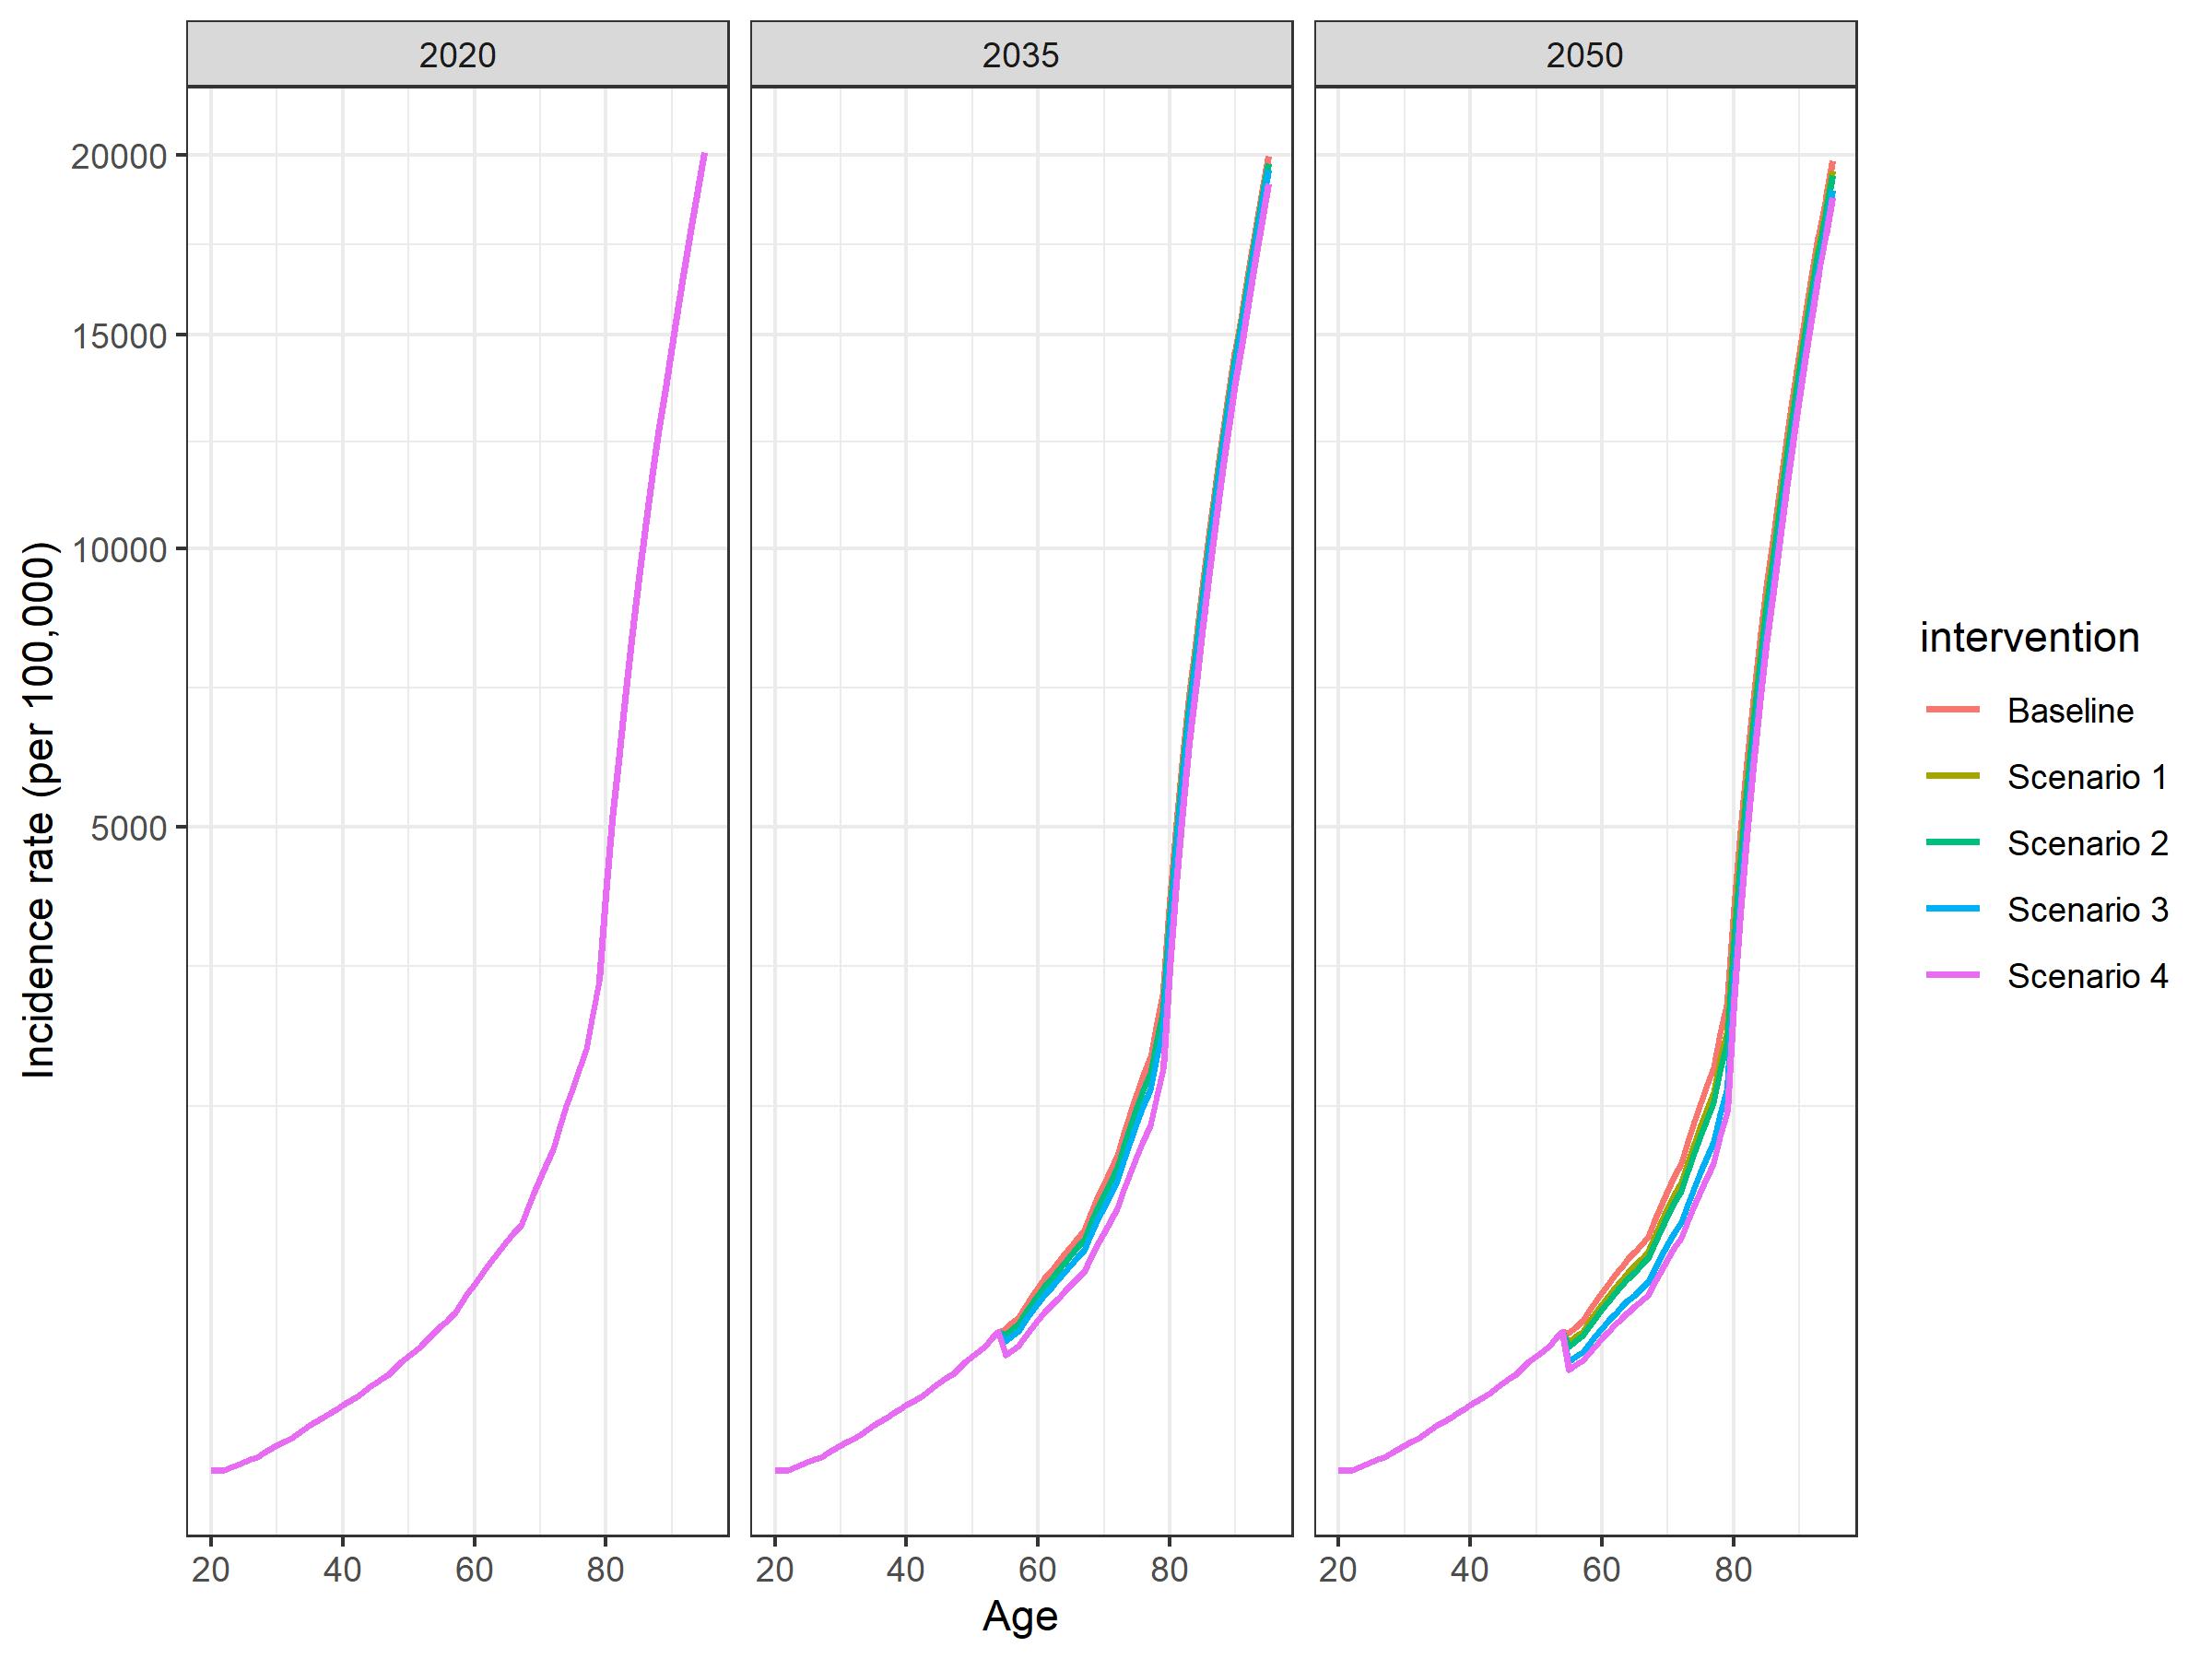 2020
2035
2050
20000
15000
10000
5000
Incidence rate (per 100,000)
20 40 60 80
20 40 60 80
20 40 60 80
Age
intervention
Baseline
Scenario 1
Scenario 2
Scenario 3
Scenario 4